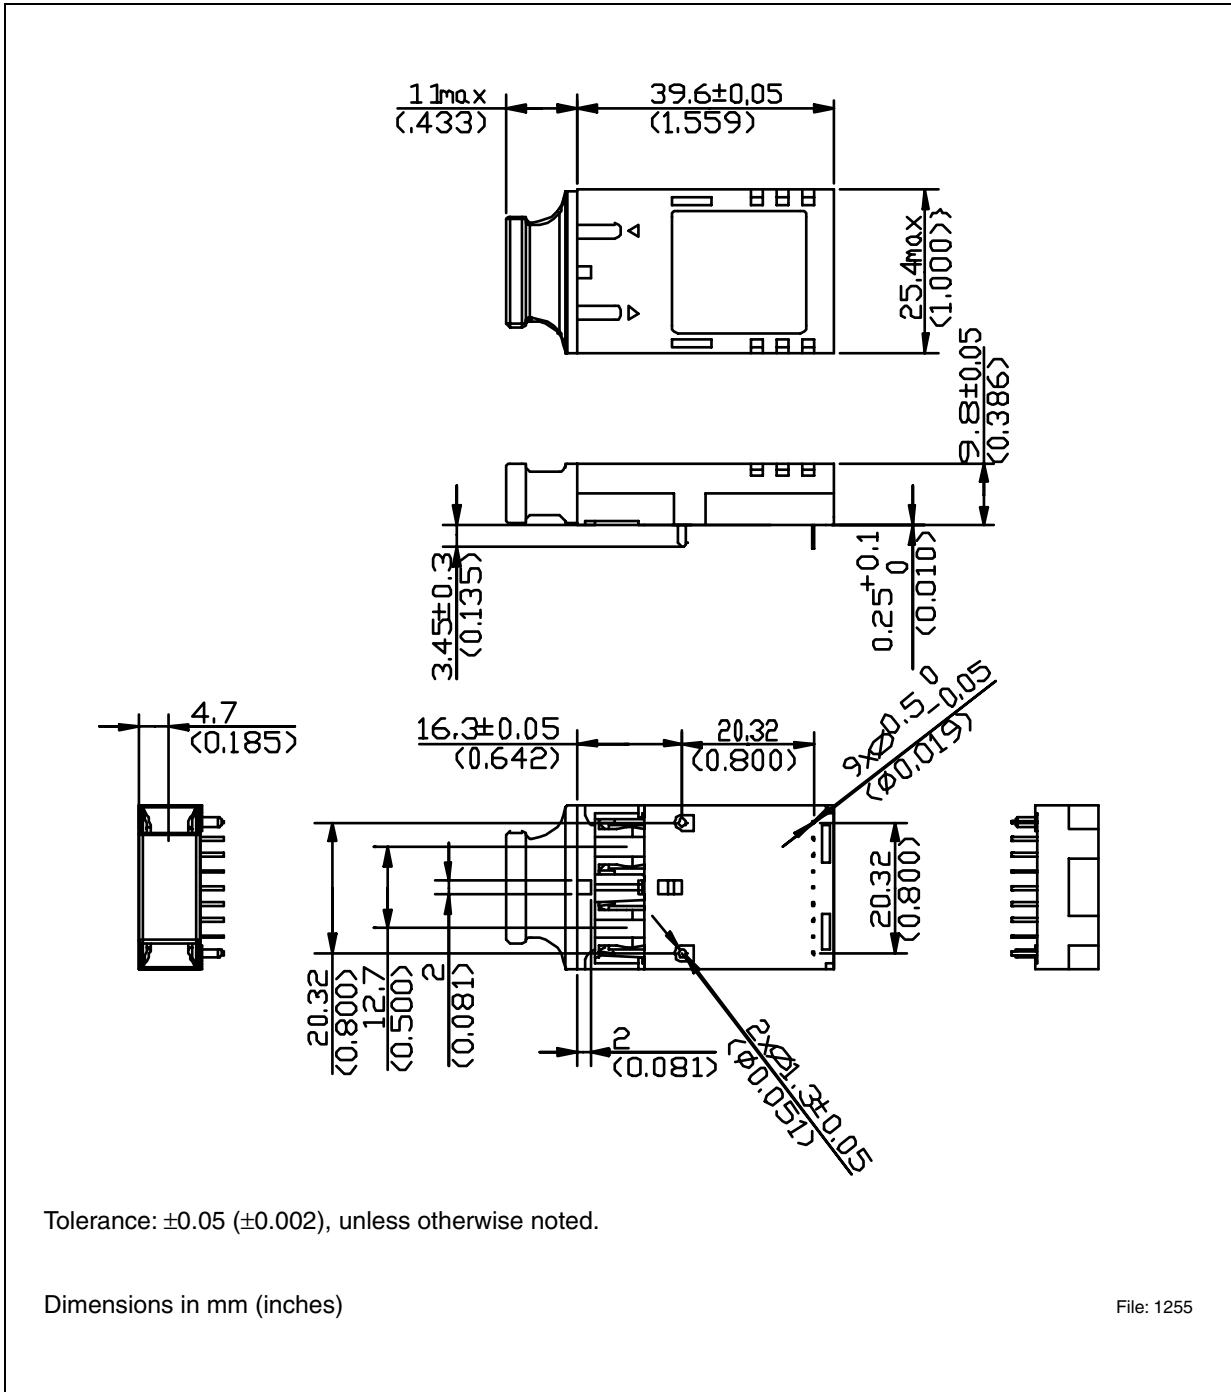 11max
(.433)
39.6±0.05
(1.559)
25.4max
(1.000)}
9.8±0.05
(0.386)
3.45±0.3
(0.135)
0.25 +0.1 0
(0.010)
4.7
(0.185)
16.3±0.05
(0.642)
20.32
(0.800)
9xØ0.5 0 -0.05
(Ø0.019)
20.32
(0.800)
20.32
(0.800)
12.7
(0.500)
2
(0.081)
2
(0.081)
2xØ1.3±0.05
(Ø0.051)
Tolerance: ±0.05 (±0.002), unless otherwise noted.
Dimensions in mm (inches)
File: 1255